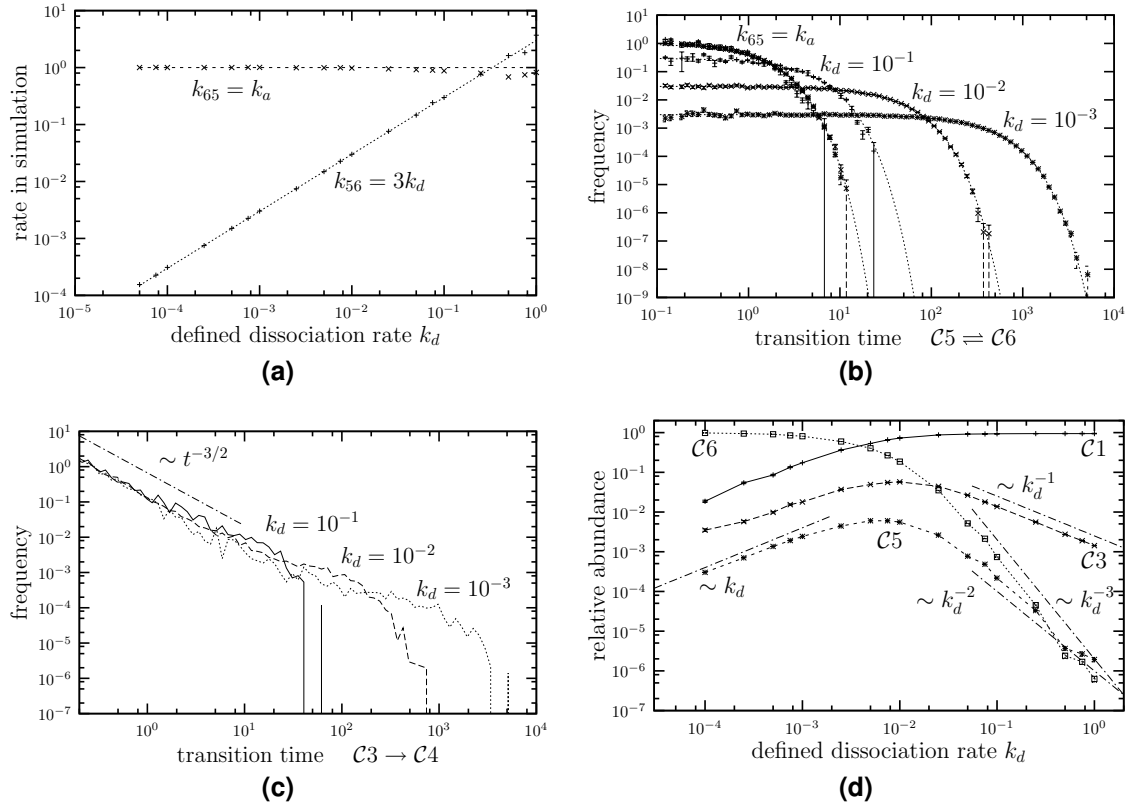 rate in simulation
10^1
10^0
10^-1
10^-2
10^-3
10^-4
k_65 = k_a
k_56 = 3k_d
10^-5
10^-4
10^-3
10^-2
10^-1
10^0
defined dissociation rate k_d
(a)
frequency
10^1
10^0
10^-1
10^-2
10^-3
10^-4
10^-5
10^-6
10^-7
10^-8
10^-9
k_65 = k_a
k_d = 10^-1
k_d = 10^-2
k_d = 10^-3
10^-1
10^0
10^1
10^2
10^3
10^4
transition time C5 ⇌ C6
(b)
frequency
10^1
10^0
10^-1
10^-2
10^-3
10^-4
10^-5
10^-6
10^-7
~ t^-3/2
k_d = 10^-1
k_d = 10^-2
k_d = 10^-3
10^0
10^1
10^2
10^3
10^4
transition time C3 → C4
(c)
relative abundance
10^0
10^-1
10^-2
10^-3
10^-4
10^-5
10^-6
10^-7
C6
C1
~ k_d^-1
C5
C3
~ k_d
~ k_d^-2
~ k_d^-3
10^-4
10^-3
10^-2
10^-1
10^0
defined dissociation rate k_d
(d)